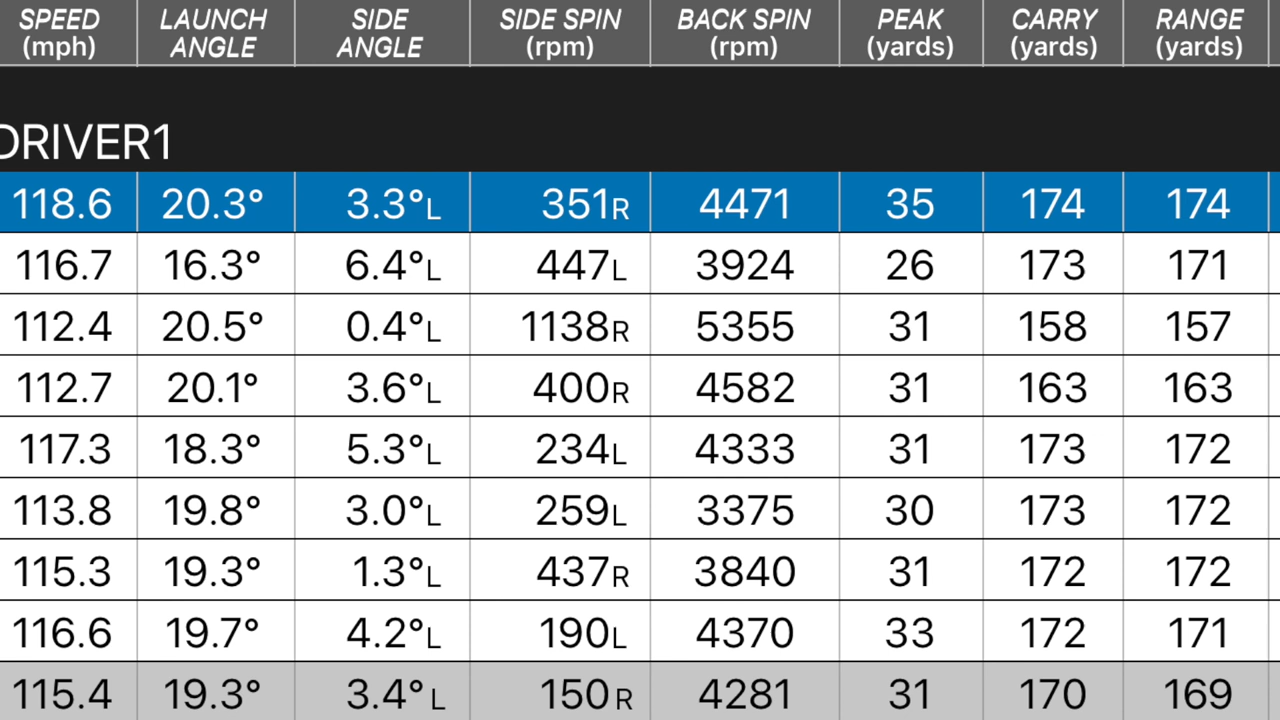 SPEED (mph) LAUNCH ANGLE SIDE ANGLE SIDE SPIN (rpm) BACK SPIN (rpm) PEAK (yards) CARRY (yards) RANGE (yards)
DRIVER1
118.6 20.3° 3.3°L 351R 4471 35 174 174
116.7 16.3° 6.4°L 447L 3924 26 173 171
112.4 20.5° 0.4°L 1138R 5355 31 158 157
112.7 20.1° 3.6°L 400R 4582 31 163 163
117.3 18.3° 5.3°L 234L 4333 31 173 172
113.8 19.8° 3.0°L 259L 3375 30 173 172
115.3 19.3° 1.3°L 437R 3840 31 172 172
116.6 19.7° 4.2°L 190L 4370 33 172 171
115.4 19.3° 3.4° L 150 R 4281 31 170 169